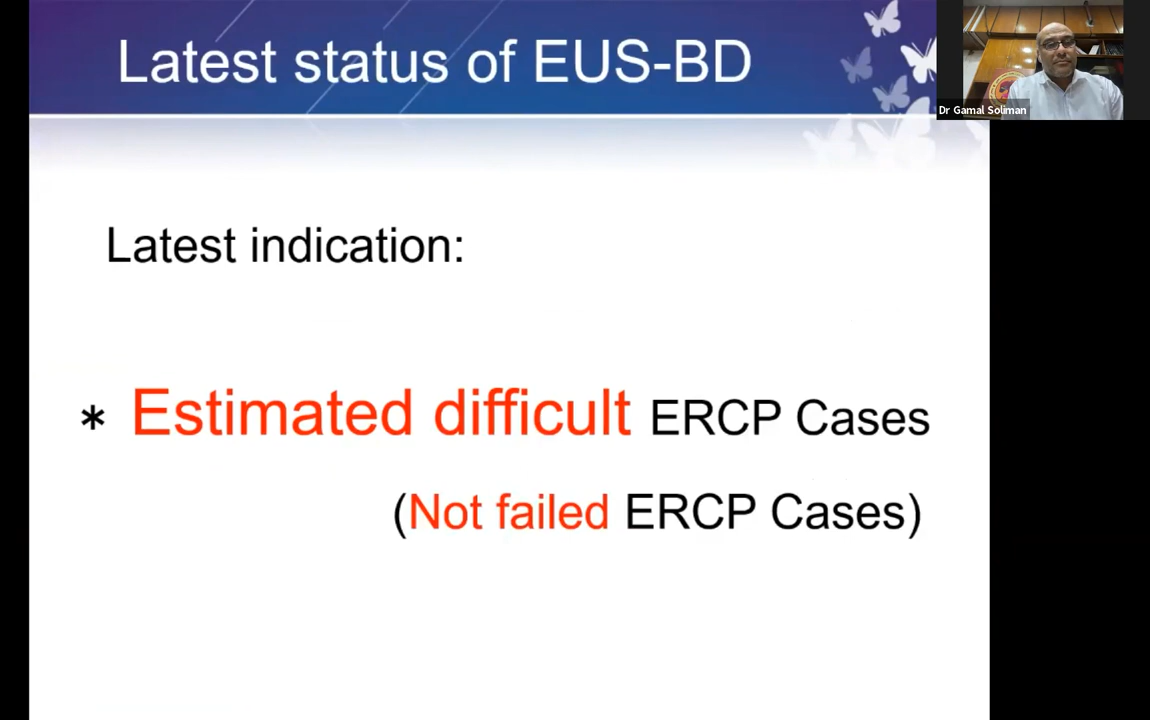 Latest status of EUS-BD
Dr Gamal Soliman
Latest indication:
* Estimated difficult ERCP Cases
(Not failed ERCP Cases)